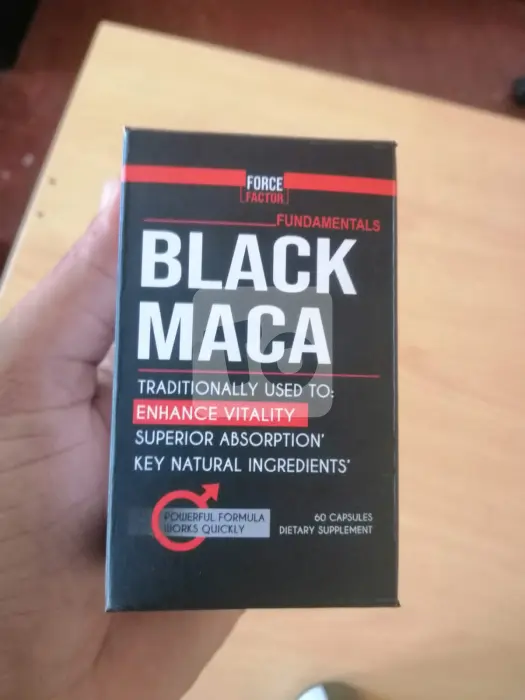 FORCE
FACTOR
FUNDAMENTALS
BLACK
MACA
TRADITIONALLY USED TO:
ENHANCE VITALITY
SUPERIOR ABSORPTION*
KEY NATURAL INGREDIENTS*
POWERFUL FORMULA
WORKS QUICKLY
60 CAPSULES
DIETARY SUPPLEMENT